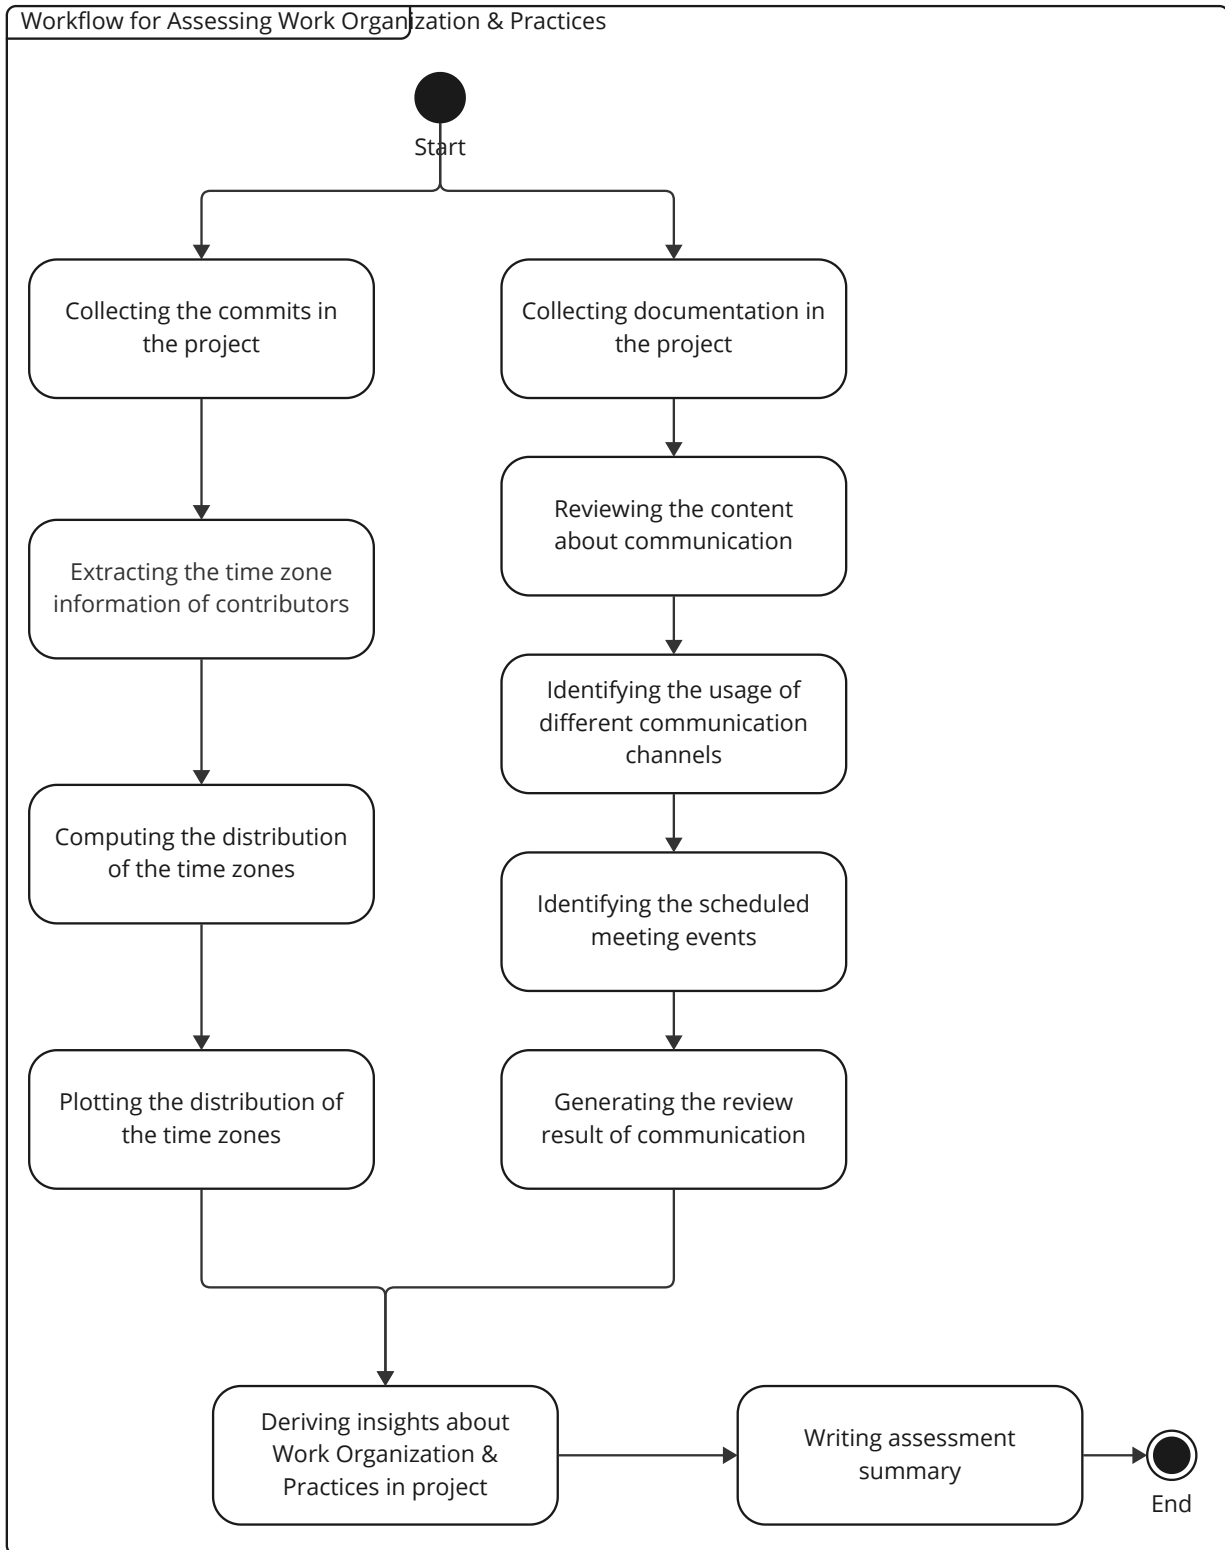 Workflow for Assessing Work Organization & Practices
Start
Collecting the commits in
the project
Extracting the time zone
information of contributors
Computing the distribution
of the time zones
Plotting the distribution of
the time zones
Collecting documentation in
the project
Reviewing the content
about communication
Identifying the usage of
different communication
channels
Identifying the scheduled
meeting events
Generating the review
result of communication
Deriving insights about
Work Organization &
Practices in project
Writing assessment
summary
End